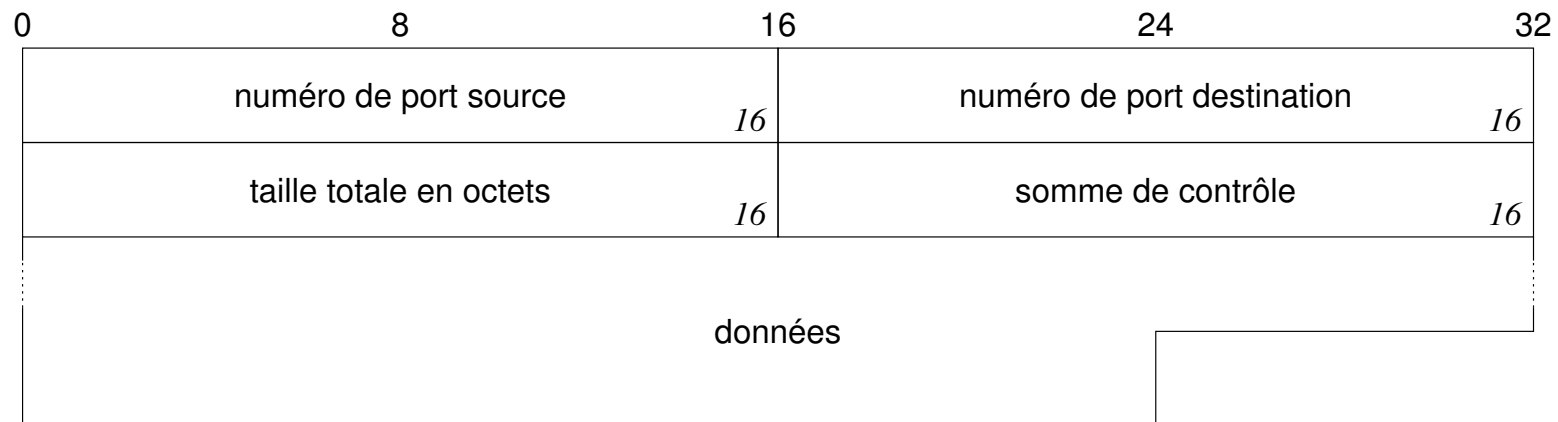 0 8 16 24 32
numéro de port source 16 numéro de port destination 16
taille totale en octets 16 somme de contrôle 16
données